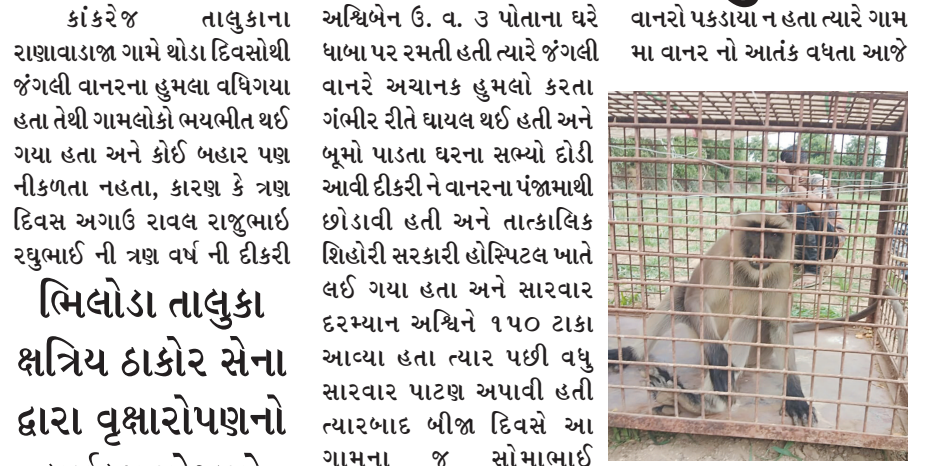 કાંકરેજ તાલુકાના
રાણાવાડાજા ગામે થોડા દિવસોથી
જંગલી વાનરના હુમલા વધિગયા
હતા તેથી ગામલોકો ભયભીત થઈ
ગયા હતા અને કોઈ બહાર પણ
નીકળતા નહતા, કારણ કે ત્રણ
દિવસ અગાઉ રાવલ રાજુભાઇ
રઘુભાઈ ની ત્રણ વર્ષ ની દીકરી
ભિલોડા તાલુકા
ક્ષત્રિય ઠાકોર સેના
દ્વારા વૃક્ષારોપણનો
અશ્વિબેન ઉ. વ. ૩ પોતાના ઘરે
ધાબા પર રમતી હતી ત્યારે જંગલી
વાનરે અચાનક હુમલો કરતા
ગંભીર રીતે ઘાયલ થઈ હતી અને
બૂમો પાડતા ઘરના સભ્યો દોડી
આવી દીકરી ને વાનરના પંજામાથી
છોડાવી હતી અને તાત્કાલિક
શિહોરી સરકારી હોસ્પિટલ ખાતે
લઈ ગયા હતા અને સારવાર
દરમ્યાન અશ્વિને ૧૫૦ ટાકા
આવ્યા હતા ત્યાર પછી વધુ
સારવાર પાટણ અપાવી હતી
ત્યારબાદ બીજા દિવસે આ
ગામના જ સોમાભાઈ
વાનરો પકડાયા ન હતા ત્યારે ગામ
મા વાનર નો આતંક વધતા આજે